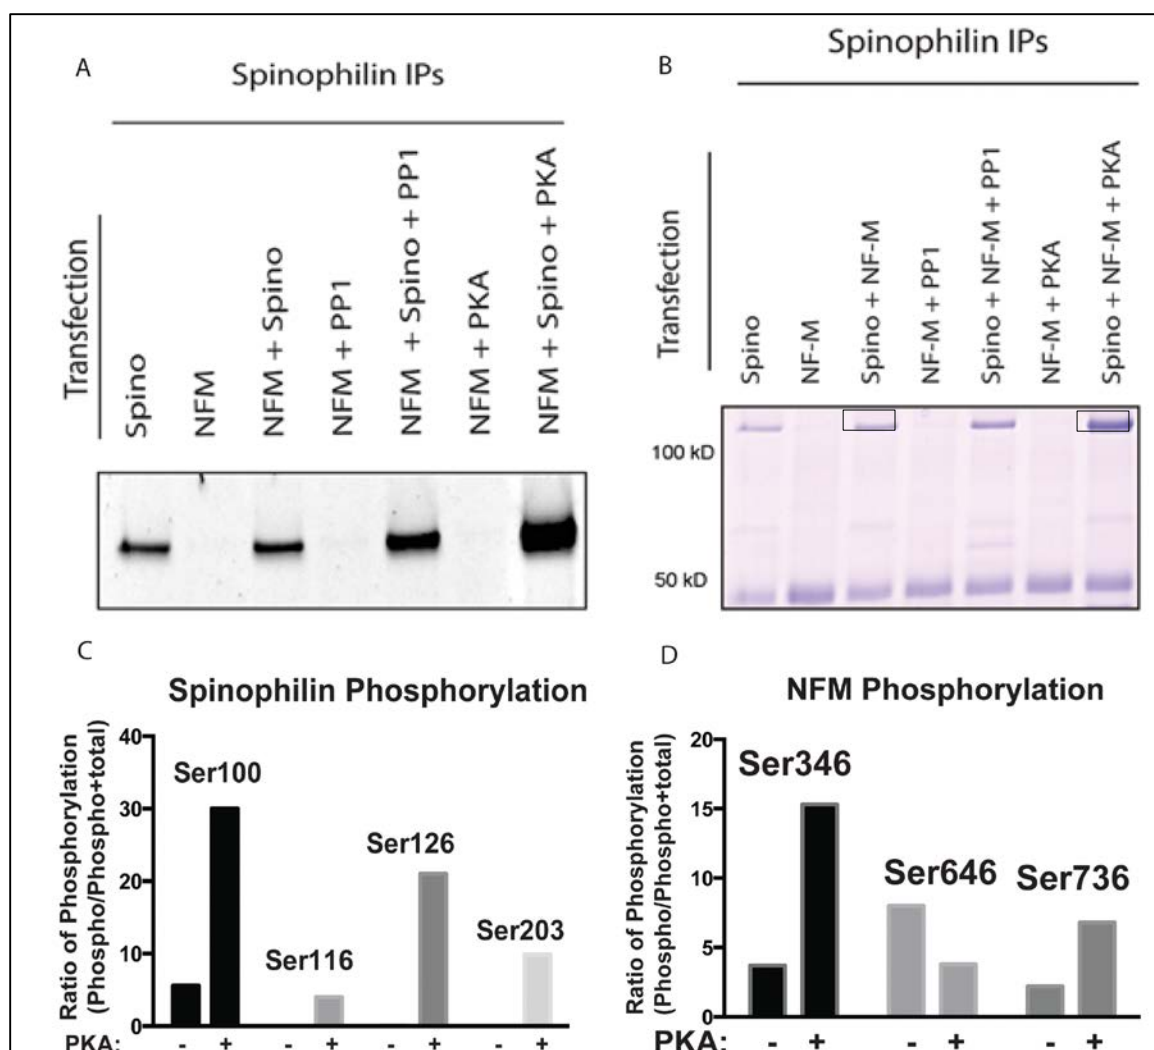 A
Spinophilin IPs
Transfection
Spino
NFM
NFM + Spino
NFM + PP1
NFM + Spino + PP1
NFM + PKA
NFM + Spino + PKA
B
Spinophilin IPs
Transfection
Spino
NF-M
Spino + NF-M
NF-M + PP1
Spino + NF-M + PP1
NF-M + PKA
Spino + NF-M + PKA
100 kD
50 kD
C
Spinophilin Phosphorylation
Ratio of Phosphorylation
(Phospho/Phospho+total)
40
30
20
10
0
Ser100
Ser116
Ser126
Ser203
PKA: - + - + - + - +
D
NFM Phosphorylation
Ratio of Phosphorylation
(Phospho/Phospho+total)
20
15
10
5
0
Ser346
Ser646
Ser736
PKA: - + - + - +